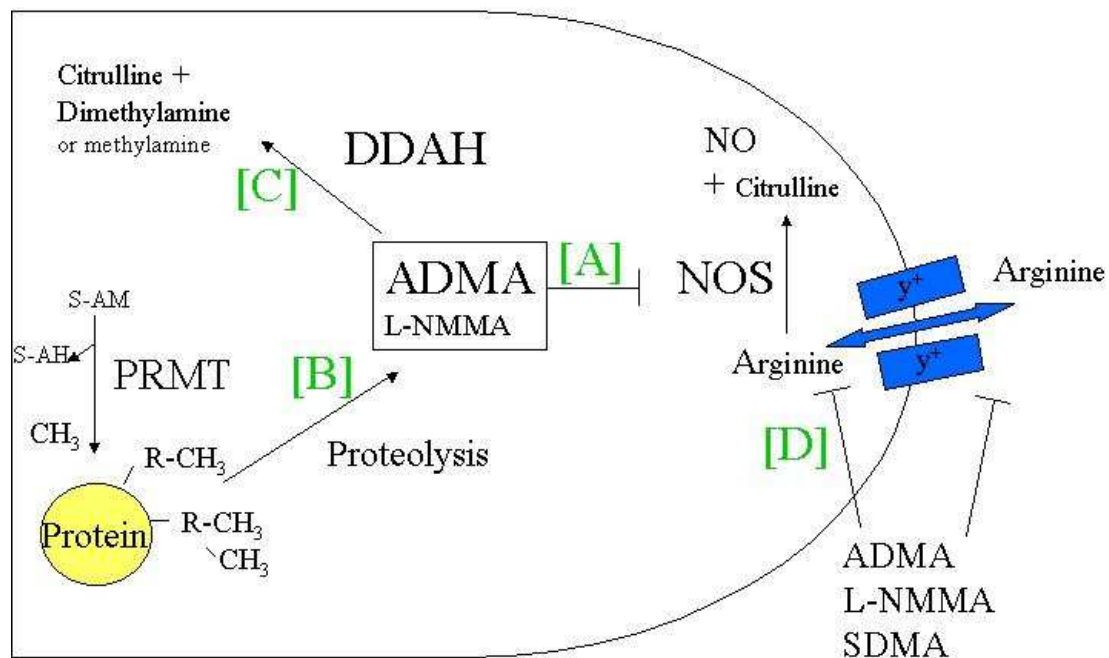 Citrulline +
Dimethylamine
or methylamine
DDAH
[C]
NO
+ Citrulline
[A]
ADMA
L-NMMA
NOS
y+
Arginine
y+
Arginine
S-AM
S-AH
PRMT
[B]
CH3
Proteolysis
[D]
R-CH3
Protein
R-CH3
CH3
ADMA
L-NMMA
SDMA